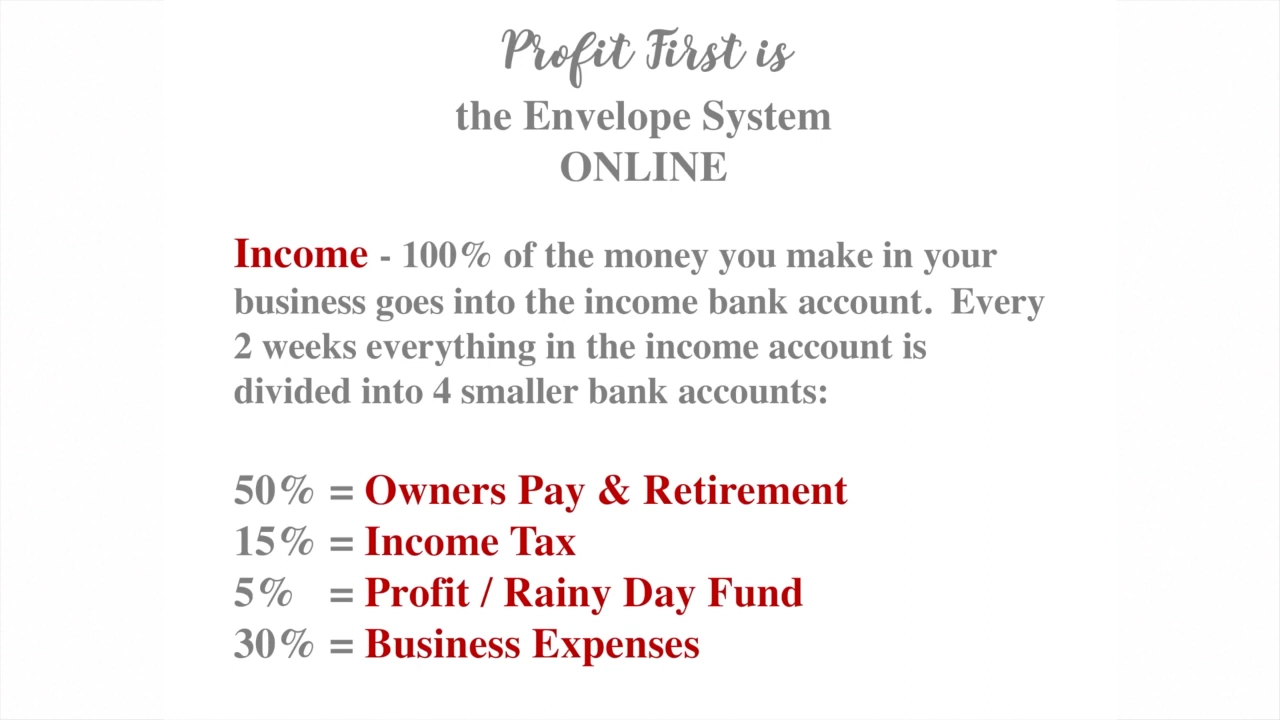 Profit First is
the Envelope System
ONLINE
Income - 100% of the money you make in your
business goes into the income bank account.  Every
2 weeks everything in the income account is
divided into 4 smaller bank accounts:
50% = Owners Pay & Retirement
15% = Income Tax
5%   = Profit / Rainy Day Fund
30% = Business Expenses